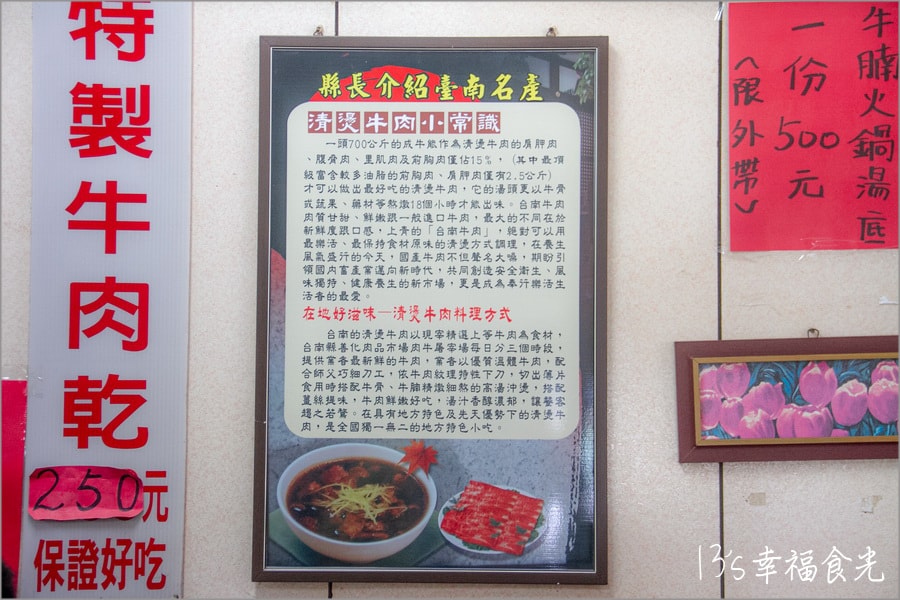 特製牛肉乾
250元
保證好吃
縣長介紹臺南名產
清燙牛肉小常識
一頭700公斤的成牛能作為清燙牛肉的肩胛肉
、腹脅肉、里肌肉及前胸肉僅佔15%，（其中最頂
級富含較多油脂的前胸肉、肩胛肉僅有2.5公斤）
才可以做出最好吃的清燙牛肉，它的湯頭更以牛骨
或蔬果、藥材等熬燉18個小時才能出味。台南牛肉
肉質甘甜、鮮嫩跟一般進口牛肉，最大的不同在於
新鮮度跟口感，上青的「台南牛肉」，絕對可以用
最樂活、最保持食材原味的清燙方式調理，在養生
風氣盛行的今天，國產牛肉不但聲名大噪，期盼引
領國內畜產業邁向新時代，共同創造安全衛生、風
味獨特、健康養生的新市場，更是成為奉行樂活生
活者的最愛。
在地好滋味—清燙牛肉料理方式
台南的清燙牛肉以現宰精選上等牛肉為食材，
台南縣善化肉品市場肉牛屠宰場每日分三個時段，
提供業者最新鮮的牛肉，業者以優質溫體牛肉，配
合師父巧細刀工，依牛肉紋理特性下刀，切出薄片
食用時搭配牛骨、牛腩精燉細熬的高湯沖燙，搭配
薑絲提味，牛肉鮮嫩好吃，湯汁香醇濃郁，讓饕客
趨之若鶩。在具有地方特色及先天優勢下的清燙牛
肉，是全國獨一無二的地方特色小吃。
牛腩火鍋湯底
一份500元
（限外帶）
13's幸福食光